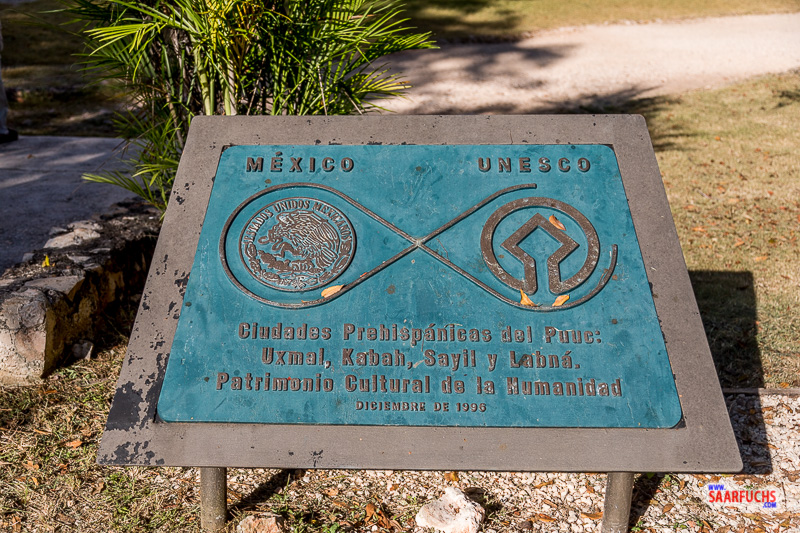 MÉXICO UNESCO
ESTADOS UNIDOS MEXICANOS
Ciudades Prehispánicas del Puuc:
Uxmal, Kabah, Sayil y Labná.
Patrimonio Cultural de la Humanidad
DICIEMBRE DE 1996
WWW.
SAARFUCHS
.COM